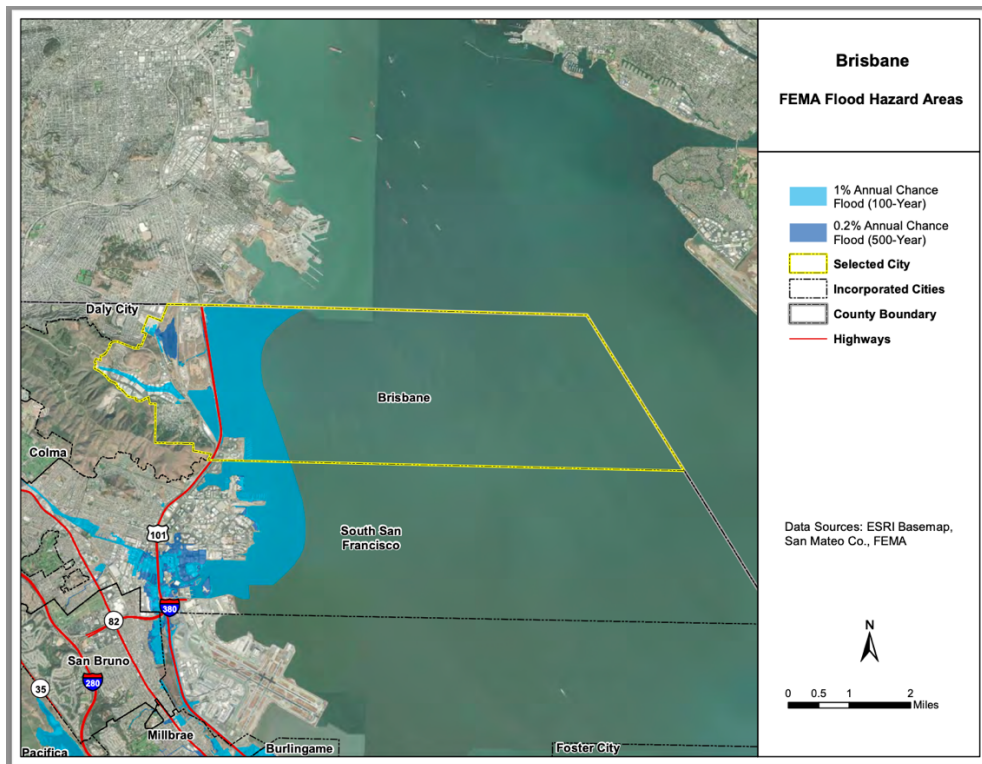 Brisbane
FEMA Flood Hazard Areas
1% Annual Chance
Flood (100-Year)
0.2% Annual Chance
Flood (500-Year)
Selected City
Incorporated Cities
County Boundary
Highways
Daly City
Brisbane
Colma
South San
Francisco
101
380
82
San Bruno
280
35
Millbrae
Pacifica
Burlingame
Foster City
Data Sources: ESRI Basemap,
San Mateo Co., FEMA
N
0 0.5 1 2
Miles